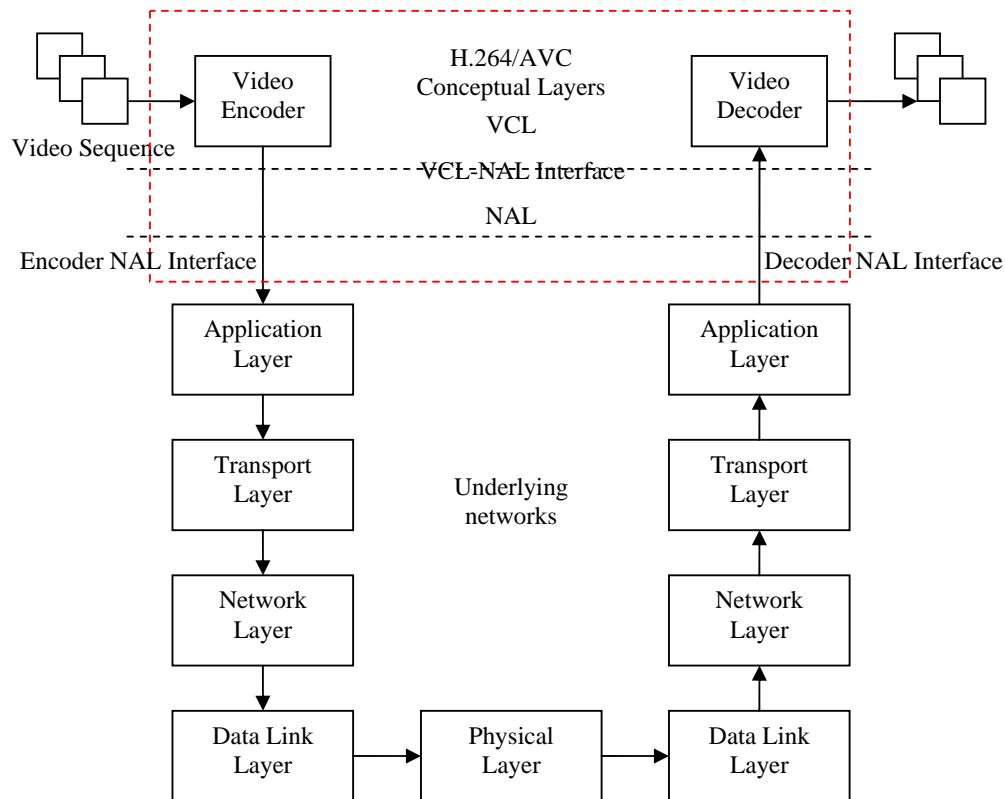 H.264/AVC
Conceptual Layers
Video
Encoder
Video
Decoder
VCL
Video Sequence
VCL-NAL Interface
NAL
Encoder NAL Interface
Decoder NAL Interface
Application
Layer
Application
Layer
Transport
Layer
Underlying
networks
Transport
Layer
Network
Layer
Network
Layer
Data Link
Layer
Physical
Layer
Data Link
Layer